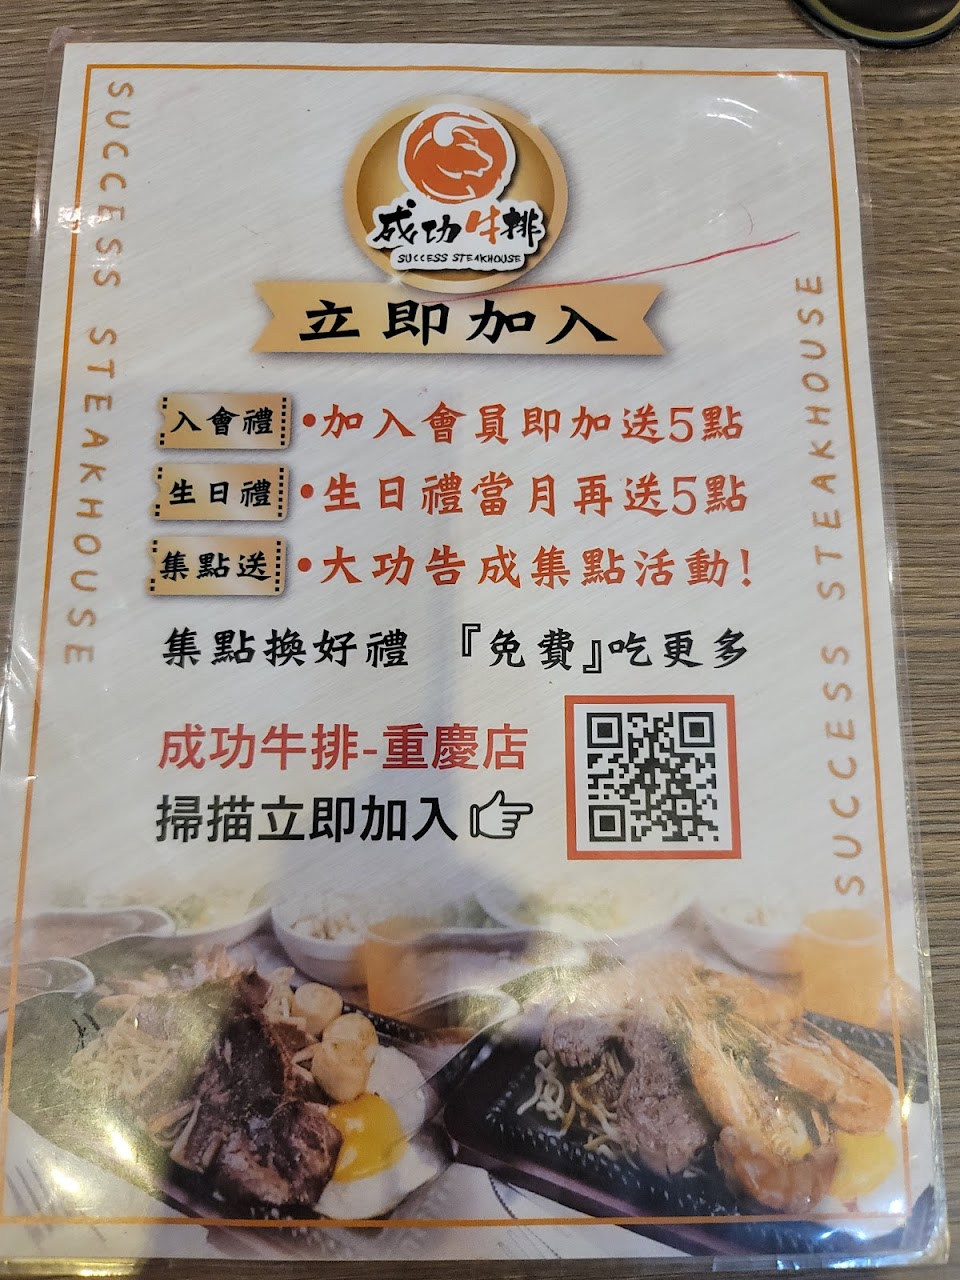 成功牛排
SUCCESS STEAKHOUSE
立即加入
入會禮 •加入會員即加送5點
生日禮 •生日禮當月再送5點
集點送 •大功告成集點活動!
集點換好禮 『免費』吃更多
成功牛排-重慶店
掃描立即加入
SUCCESS STEAKHOUSE
SUCCESS STEAKHOUSE